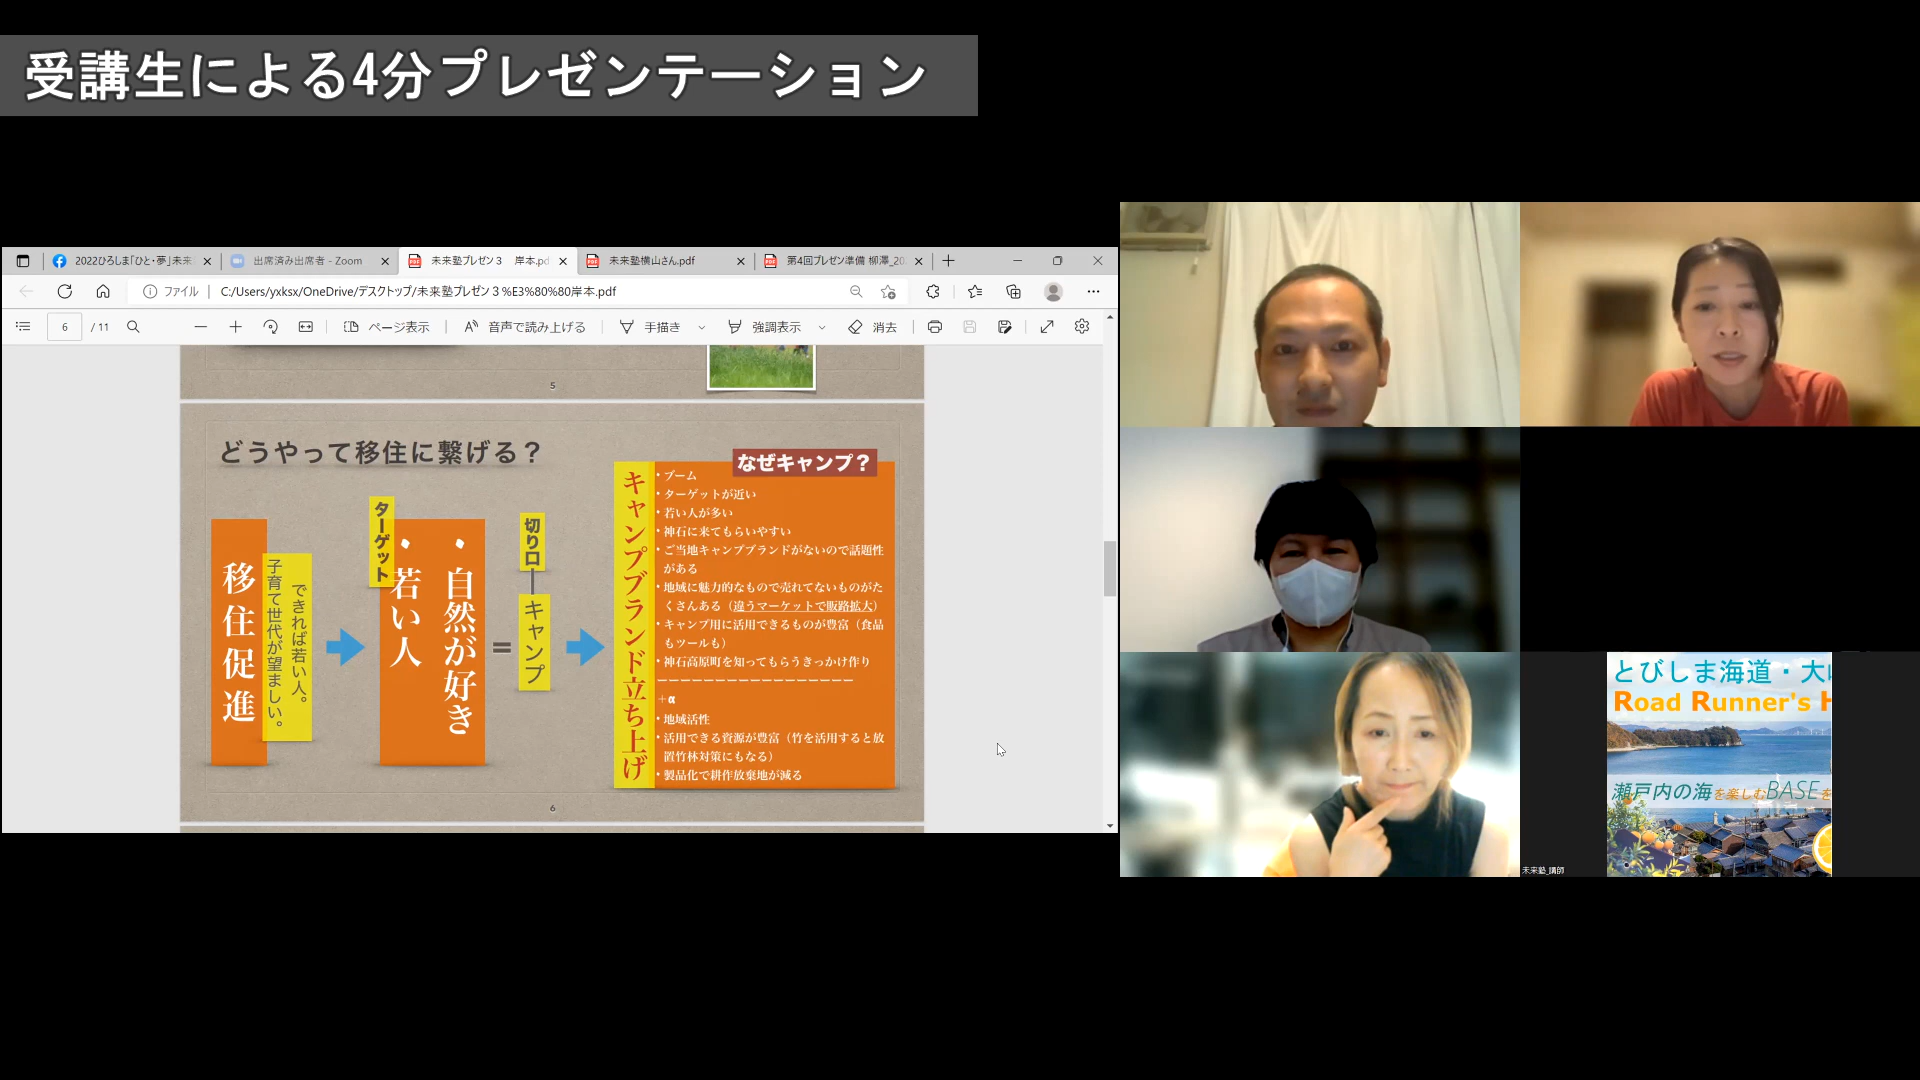 受講生による4分プレゼンテーション
2022ひろしま「ひと・夢」未来
出席済み出席者 - Zoom
未来塾プレゼン３　岸本.pd
未来塾横山さん.pdf
第4回プレゼン準備 柳澤_20
ファイル
C:/Users/yxksx/OneDrive/デスクトップ/未来塾プレゼン３%E3%80%80岸本.pdf
6 / 11
ページ表示
音声で読み上げる
手描き
強調表示
消去
5
どうやって移住に繋げる？
移住促進
できれば若い人。
子育て世代が望ましい。
ターゲット
・自然が好き
・若い人
切り口
＝
キャンプ
キャンプブランド立ち上げ
なぜキャンプ？
・ブーム
・ターゲットが近い
・若い人が多い
・神石に来てもらいやすい
・ご当地キャンプブランドがないので話題性
がある
・地域に魅力的なもので売れてないものがた
くさんある（違うマーケットで販路拡大）
・キャンプ用に活用できるものが豊富（食品
もツールも）
・神石高原町を知ってもらうきっかけ作り
ーーーーーーーーーーーーーーーーー
＋α
・地域活性
・活用できる資源が豊富（竹を活用すると放
置竹林対策にもなる）
・製品化で耕作放棄地が減る
6
とびしま海道・大
Road Runner's H
瀬戸内の海を楽しむBASEを
未来塾_講師